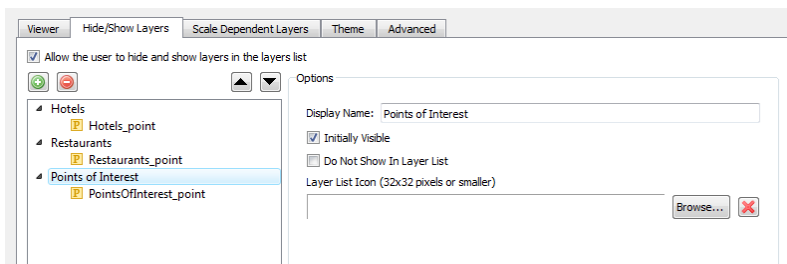 Viewer Hide/Show Layers Scale Dependent Layers Theme Advanced
Allow the user to hide and show layers in the layers list
Options
Hotels
P Hotels_point
Restaurants
P Restaurants_point
Points of Interest
P PointsOfInterest_point
Display Name: Points of Interest
Initially Visible
Do Not Show In Layer List
Layer List Icon (32x32 pixels or smaller)
Browse...